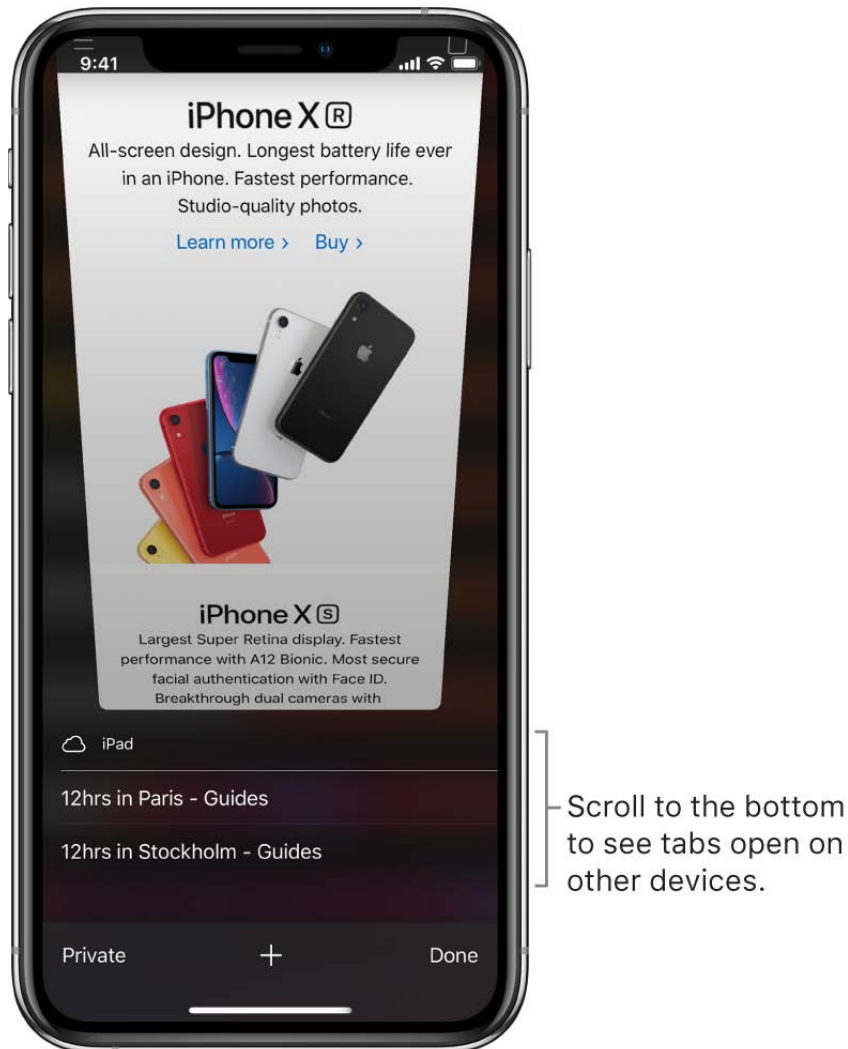 9:41
iPhone X R
All-screen design. Longest battery life ever
in an iPhone. Fastest performance.
Studio-quality photos.
Learn more > Buy >
iPhone X S
Largest Super Retina display. Fastest
performance with A12 Bionic. Most secure
facial authentication with Face ID.
Breakthrough dual cameras with
iPad
12hrs in Paris - Guides
12hrs in Stockholm - Guides
Private + Done
Scroll to the bottom
to see tabs open on
other devices.